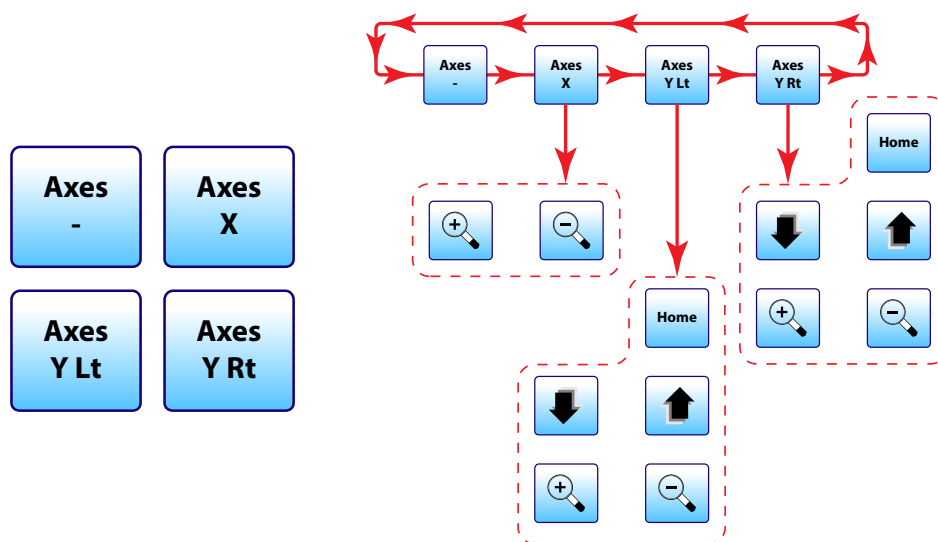 Axes
-
Axes
X
Axes
Y Lt
Axes
Y Rt
Axes
-
Axes
X
Axes
Y Lt
Axes
Y Rt
Home
+
-
Home
+
-
+
-